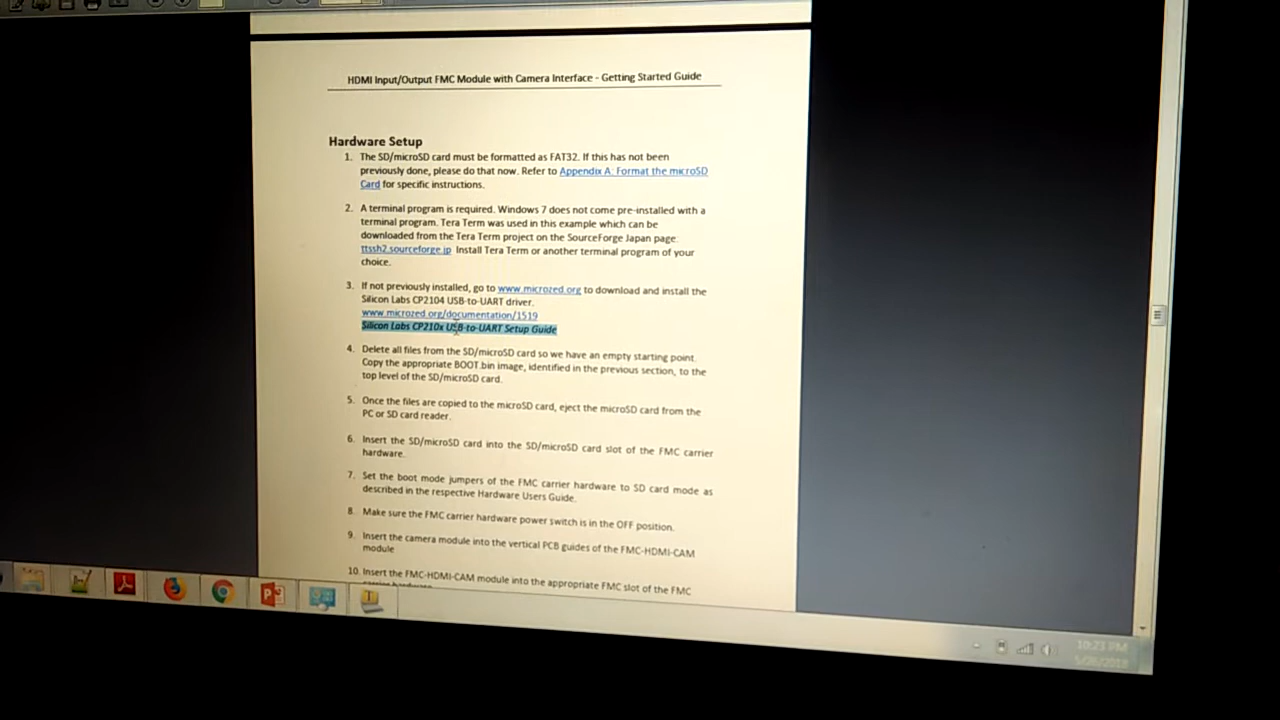 HDMI Input/Output FMC Module with Camera Interface - Getting Started Guide
Hardware Setup
1. The SD/microSD card must be formatted as FAT32. If this has not been
previously done, please do that now. Refer to Appendix A: Format the microSD
Card for specific instructions.
2. A terminal program is required. Windows 7 does not come pre-installed with a
terminal program. Tera Term was used in this example which can be
downloaded from the Tera Term project on the SourceForge Japan page.
ttssh2.sourceforge.jp Install Tera Term or another terminal program of your
choice.
3. If not previously installed, go to www.microzed.org to download and install the
Silicon Labs CP2104 USB-to-UART driver.
www.microzed.org/documentation/1519
Silicon Labs CP210x USB-to-UART Setup Guide
4. Delete all files from the SD/microSD card so we have an empty starting point.
Copy the appropriate BOOT.bin image, identified in the previous section, to the
top level of the SD/microSD card.
5. Once the files are copied to the microSD card, eject the microSD card from the
PC or SD card reader.
6. Insert the SD/microSD card into the SD/microSD card slot of the FMC carrier
hardware.
7. Set the boot mode jumpers of the FMC carrier hardware to SD card mode as
described in the respective Hardware Users Guide.
8. Make sure the FMC carrier hardware power switch is in the OFF position.
9. Insert the camera module into the vertical PCB guides of the FMC-HDMI-CAM
module
10. Insert the FMC-HDMI-CAM module into the appropriate FMC slot of the FMC
10:23 PM